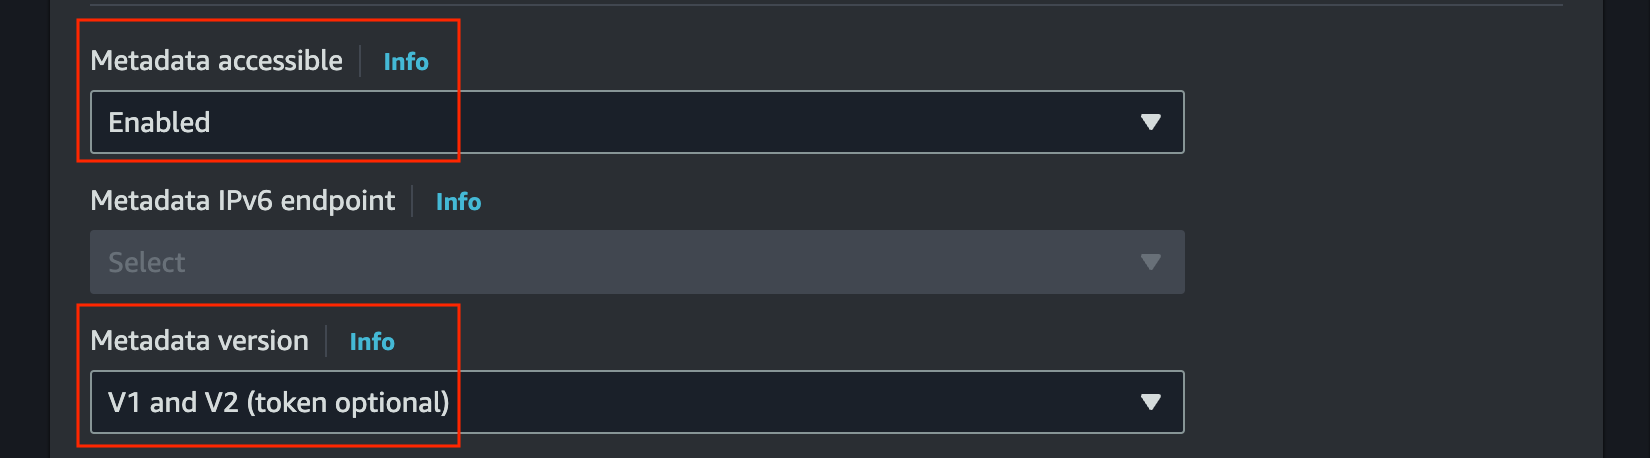 Metadata accessible Info
Enabled
Metadata IPv6 endpoint Info
Select
Metadata version Info
V1 and V2 (token optional)